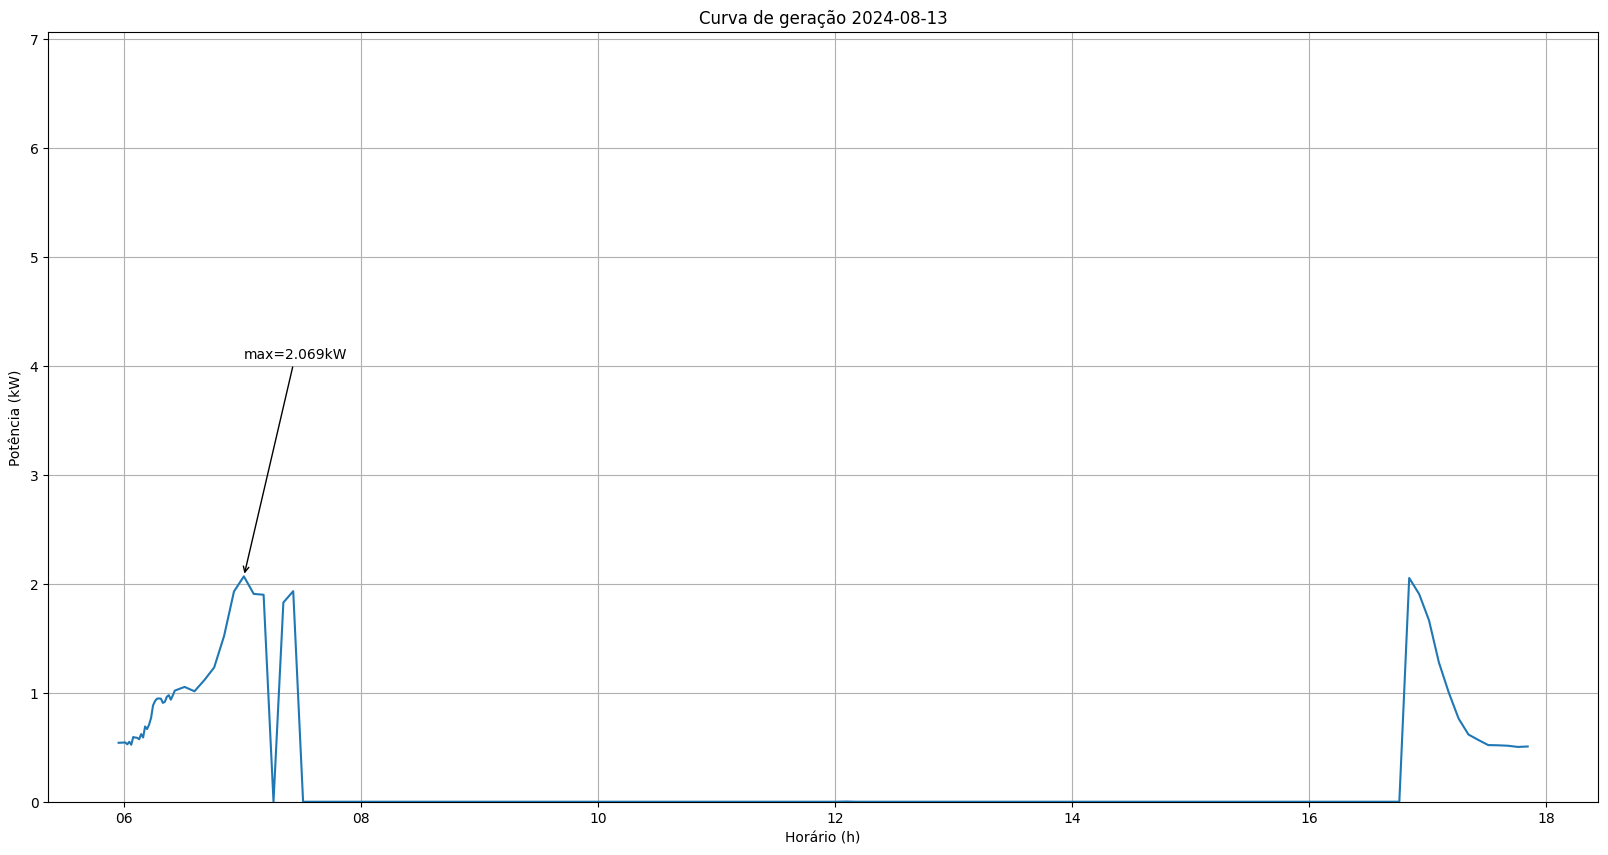 Curva de geração 2024-08-13
7
6
5
4
3
2
1
0
Potência (kW)
max=2.069kW
06 08 10 12 14 16 18
Horário (h)